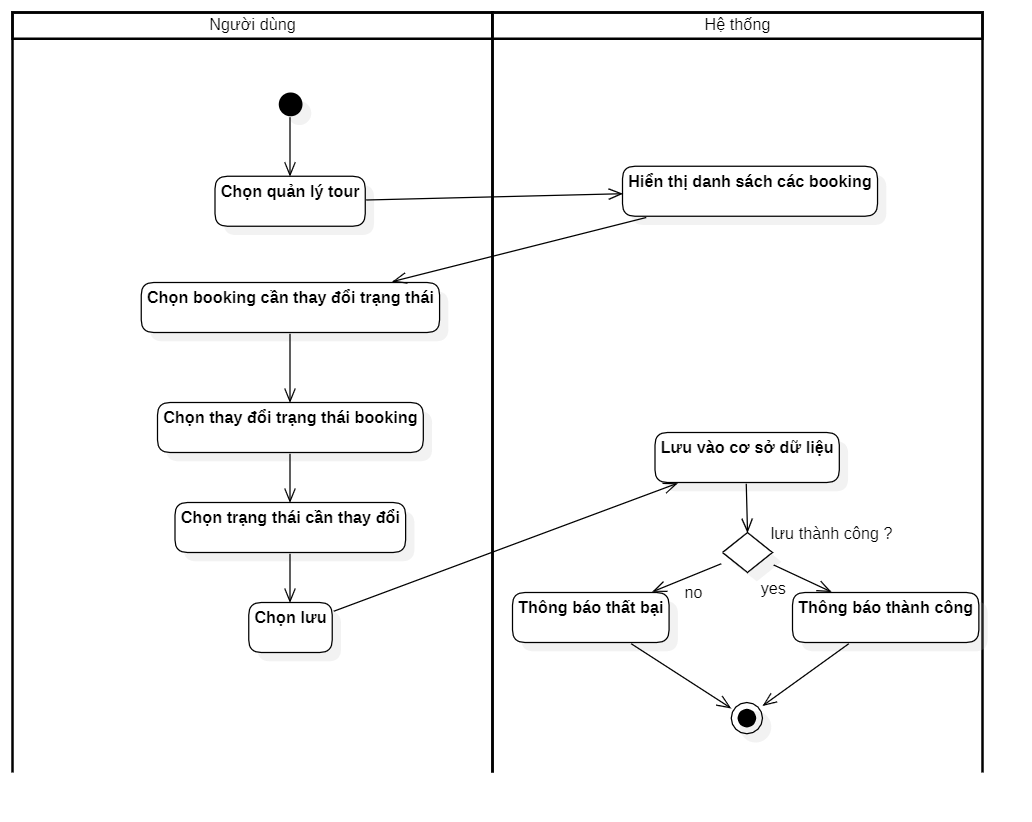 Người dùng
Hệ thống
Chọn quản lý tour
Hiển thị danh sách các booking
Chọn booking cần thay đổi trạng thái
Chọn thay đổi trạng thái booking
Lưu vào cơ sở dữ liệu
Chọn trạng thái cần thay đổi
lưu thành công ?
no
yes
Chọn lưu
Thông báo thất bại
Thông báo thành công